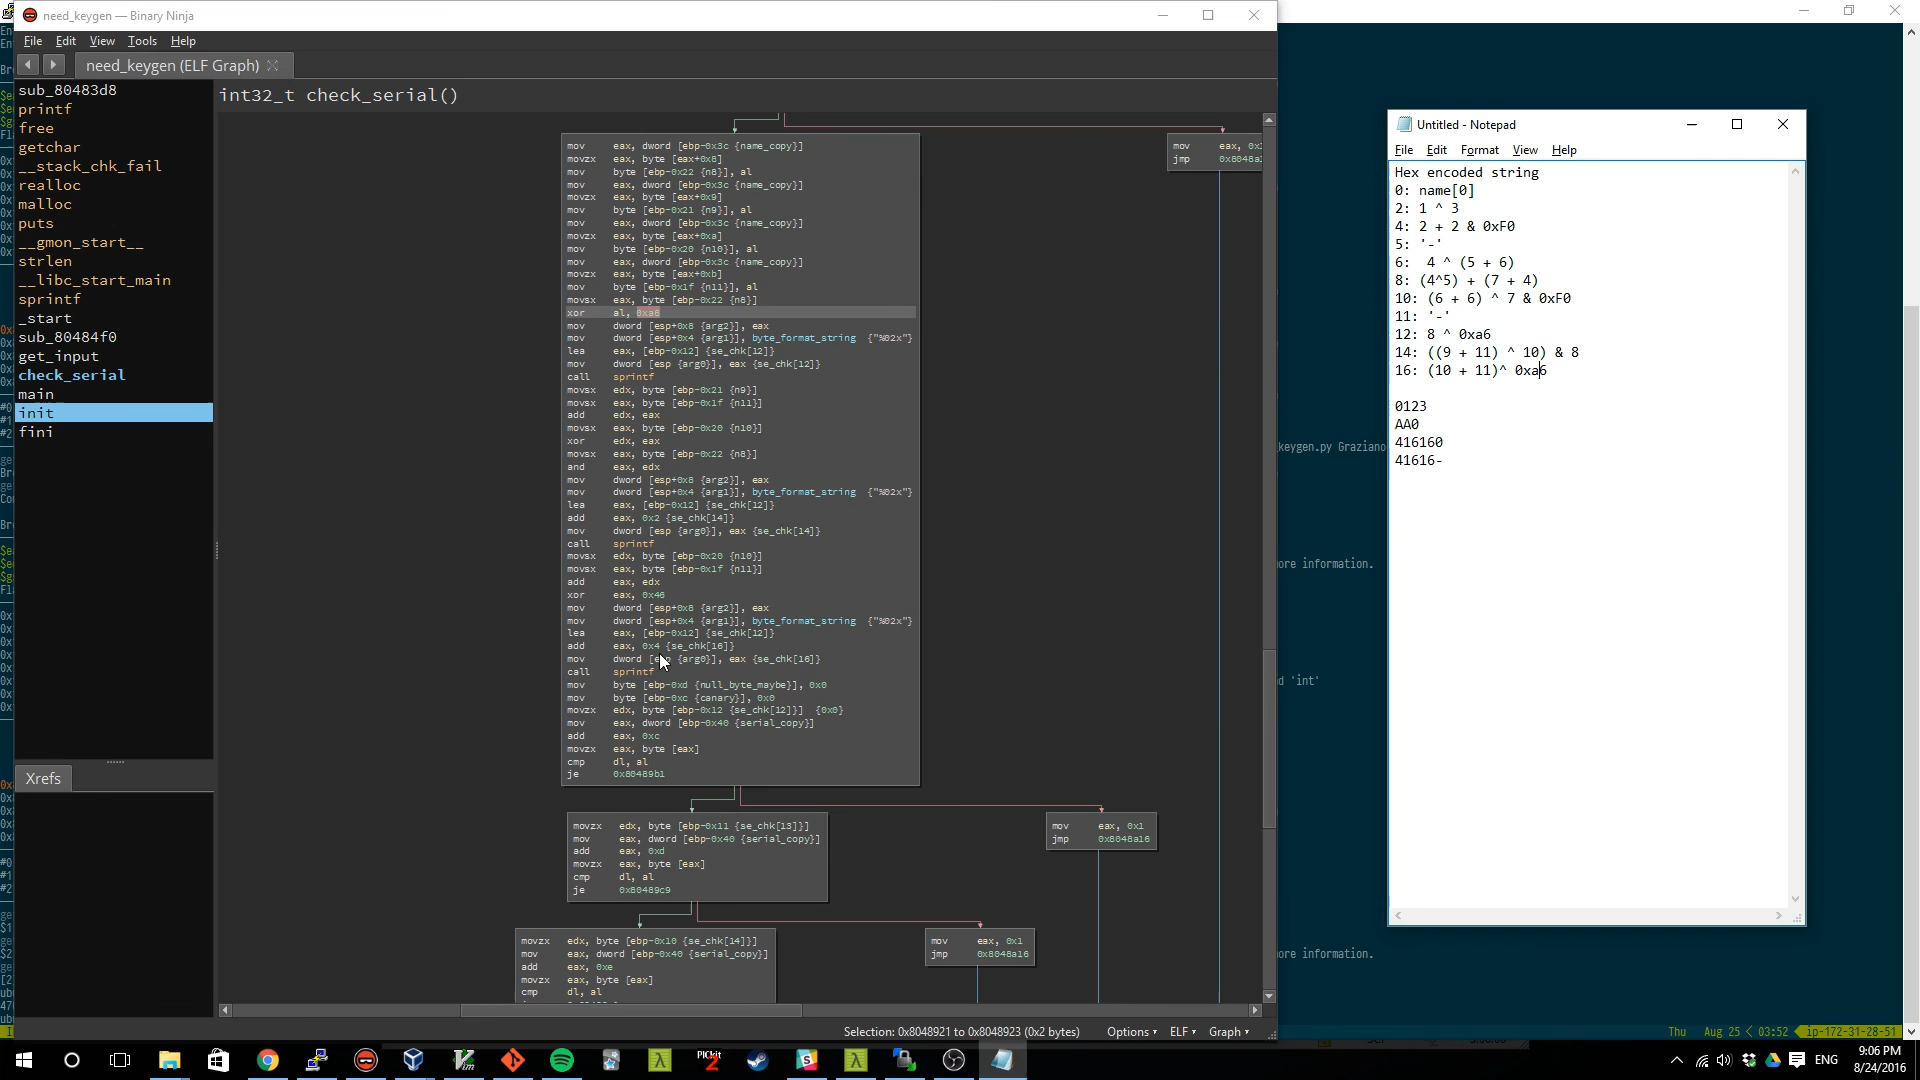 need_keygen — Binary Ninja
File Edit View Tools Help
need_keygen (ELF Graph)
sub_80483d8
printf
free
getchar
__stack_chk_fail
realloc
malloc
puts
__gmon_start__
strlen
__libc_start_main
sprintf
_start
sub_80484f0
get_input
check_serial
main
init
fini
Xrefs
int32_t check_serial()
mov eax, dword [ebp-0x3c {name_copy}]
movzx eax, byte [eax+0x8]
mov byte [ebp-0x22 {n8}], al
mov eax, dword [ebp-0x3c {name_copy}]
movzx eax, byte [eax+0x9]
mov byte [ebp-0x21 {n9}], al
mov eax, dword [ebp-0x3c {name_copy}]
movzx eax, byte [eax+0xa]
mov byte [ebp-0x20 {n10}], al
mov eax, dword [ebp-0x3c {name_copy}]
movzx eax, byte [eax+0xb]
mov byte [ebp-0x1f {n11}], al
movsx eax, byte [ebp-0x22 {n8}]
xor al, 0xa6
mov dword [esp+0x8 {arg2}], eax
mov dword [esp+0x4 {arg1}], byte_format_string {"%02x"}
lea eax, [ebp-0x12] {se_chk[12]}
mov dword [esp {arg0}], eax {se_chk[12]}
call sprintf
movsx edx, byte [ebp-0x21 {n9}]
movsx eax, byte [ebp-0x1f {n11}]
add edx, eax
movsx eax, byte [ebp-0x20 {n10}]
xor edx, eax
movsx eax, byte [ebp-0x22 {n8}]
and eax, edx
mov dword [esp+0x8 {arg2}], eax
mov dword [esp+0x4 {arg1}], byte_format_string {"%02x"}
lea eax, [ebp-0x12] {se_chk[12]}
add eax, 0x2 {se_chk[14]}
mov dword [esp {arg0}], eax {se_chk[14]}
call sprintf
movsx edx, byte [ebp-0x20 {n10}]
movsx eax, byte [ebp-0x1f {n11}]
add eax, edx
xor eax, 0x46
mov dword [esp+0x8 {arg2}], eax
mov dword [esp+0x4 {arg1}], byte_format_string {"%02x"}
lea eax, [ebp-0x12] {se_chk[12]}
add eax, 0x4 {se_chk[16]}
mov dword [esp {arg0}], eax {se_chk[16]}
call sprintf
mov byte [ebp-0xd {null_byte_maybe}], 0x0
mov byte [ebp-0xc {canary}], 0x0
movzx edx, byte [ebp-0x12 {se_chk[12]}] {0x0}
mov eax, dword [ebp-0x40 {serial_copy}]
add eax, 0xc
movzx eax, byte [eax]
cmp dl, al
je 0x80489b1
movzx edx, byte [ebp-0x11 {se_chk[13]}]
mov eax, dword [ebp-0x40 {serial_copy}]
add eax, 0xd
movzx eax, byte [eax]
cmp dl, al
je 0x80489c9
mov eax, 0x1
jmp 0x8048a16
movzx edx, byte [ebp-0x10 {se_chk[14]}]
mov eax, dword [ebp-0x40 {serial_copy}]
add eax, 0xe
movzx eax, byte [eax]
cmp dl, al
mov eax, 0x1
jmp 0x8048a16
Selection: 0x8048921 to 0x8048923 (0x2 bytes) Options ELF Graph
Untitled - Notepad
File Edit Format View Help
Hex encoded string
0: name[0]
2: 1 ^ 3
4: 2 + 2 & 0xF0
5: '-'
6:  4 ^ (5 + 6)
8: (4^5) + (7 + 4)
10: (6 + 6) ^ 7 & 0xF0
11: '-'
12: 8 ^ 0xa6
14: ((9 + 11) ^ 10) & 8
16: (10 + 11)^ 0xa6
0123
AA0
416160
41616-
keygen.py Graziano
ore information.
d 'int'
ore information.
Thu Aug 25 < 03:52 ip-172-31-28-51
PICkit 2
ENG
9:06 PM
8/24/2016